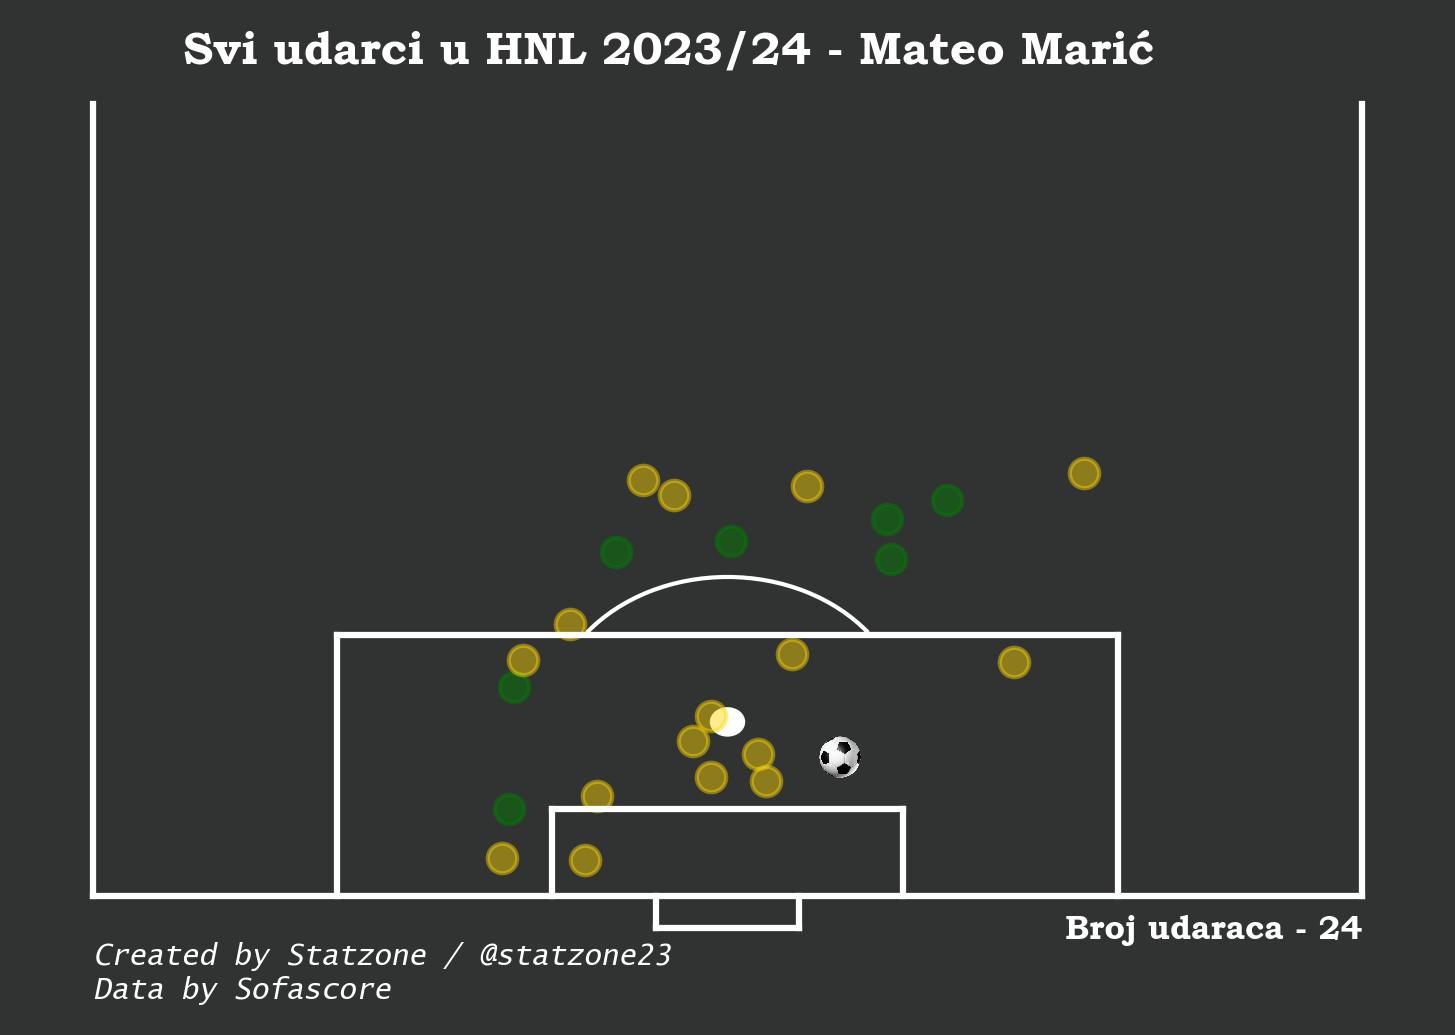 Svi udarci u HNL 2023/24 - Mateo Marić
Broj udaraca - 24
Created by Statzone / @statzone23
Data by Sofascore